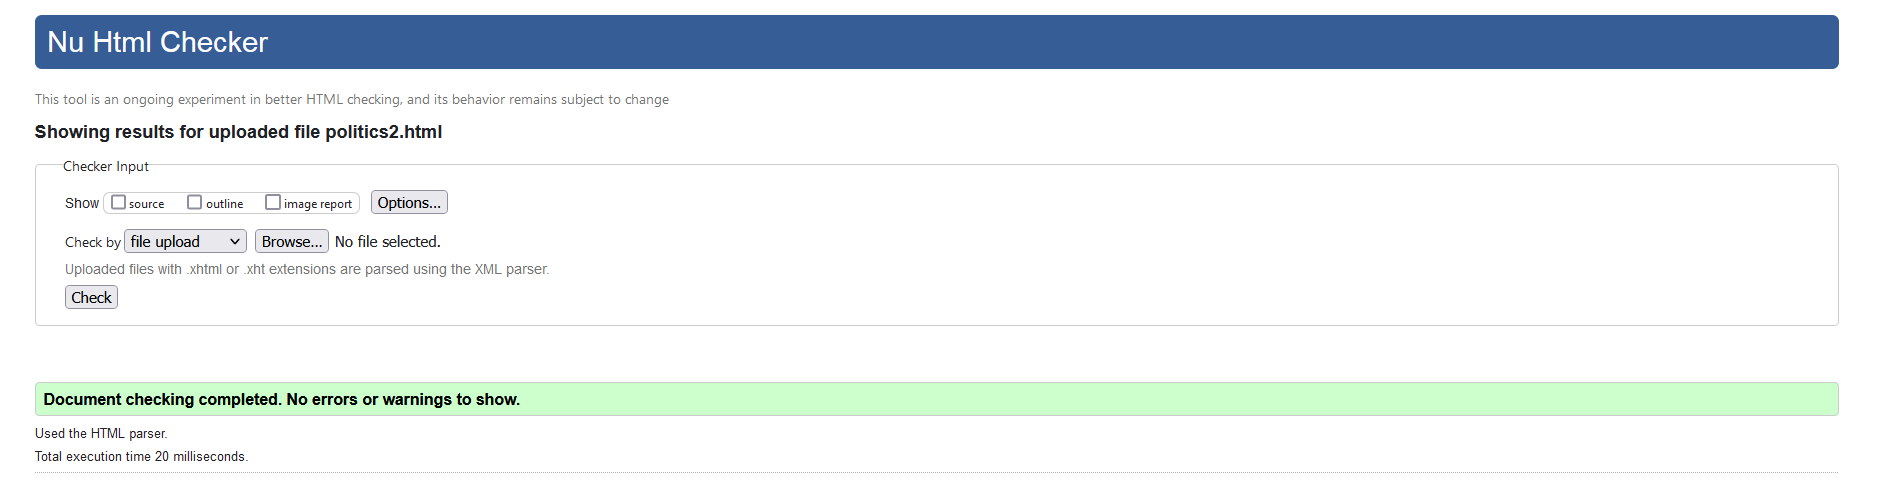 Nu Html Checker
This tool is an ongoing experiment in better HTML checking, and its behavior remains subject to change
Showing results for uploaded file politics2.html
Checker Input
Show source outline image report Options...
Check by file upload Browse... No file selected.
Uploaded files with .xhtml or .xht extensions are parsed using the XML parser.
Check
Document checking completed. No errors or warnings to show.
Used the HTML parser.
Total execution time 20 milliseconds.